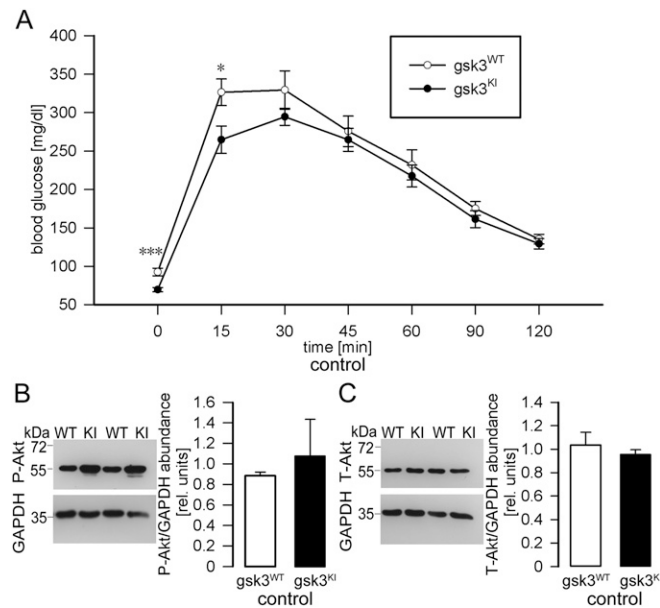 A
400
350
300
250
200
150
100
50
blood glucose [mg/dl]
*
***
gsk3WT
gsk3KI
0 15 30 45 60 90 120
time [min]
control
B
kDa WT KI WT KI
72
55
P-Akt
35
GAPDH
P-Akt/GAPDH abundance
[rel. units]
1.6
1.4
1.2
1.0
0.8
0.6
0.4
0.2
0
gsk3WT gsk3KI
control
C
kDa WT KI WT KI
72
55
T-Akt
35
GAPDH
T-Akt/GAPDH abundance
[rel. units]
1.6
1.4
1.2
1.0
0.8
0.6
0.4
0.2
0
gsk3WT gsk3K
control